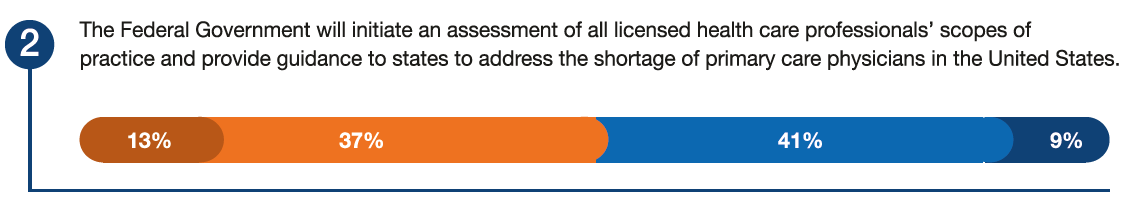 2
The Federal Government will initiate an assessment of all licensed health care professionals’ scopes of
practice and provide guidance to states to address the shortage of primary care physicians in the United States.
13% 37% 41% 9%